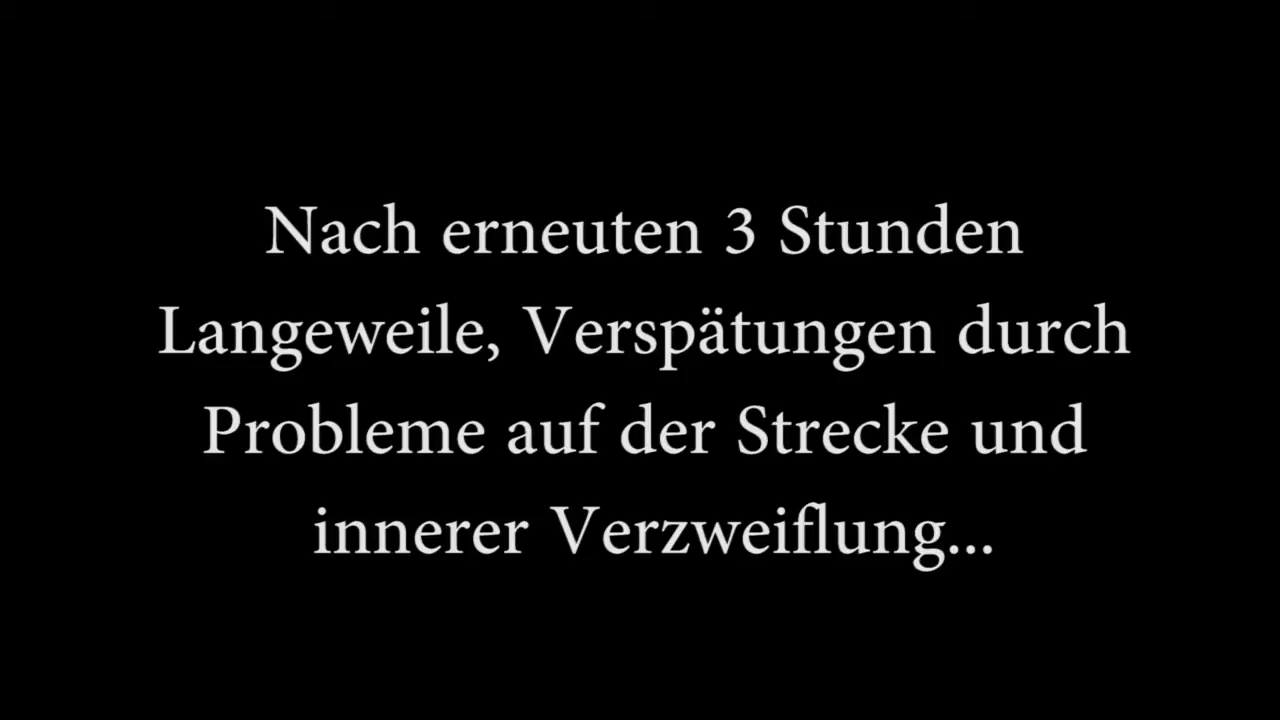 Nach erneuten 3 Stunden
Langeweile, Verspätungen durch
Probleme auf der Strecke und
innerer Verzweiflung...